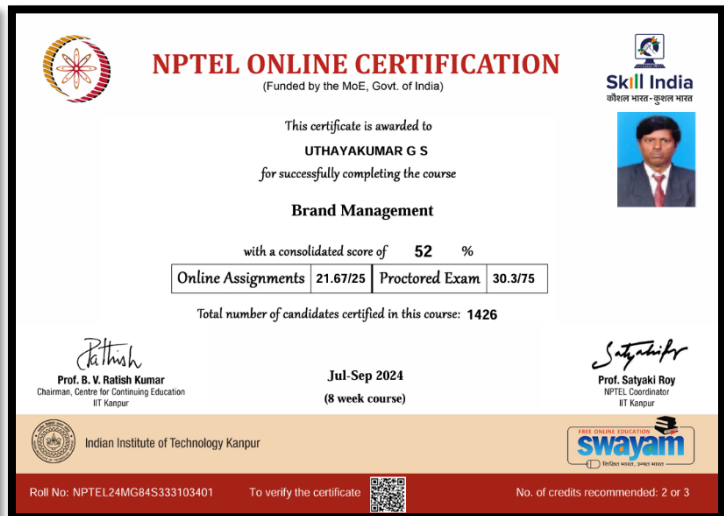 NPTEL ONLINE CERTIFICATION
(Funded by the MoE, Govt. of India)
Skill India
कौशल भारत - कुशल भारत
This certificate is awarded to
UTHAYAKUMAR G S
for successfully completing the course
Brand Management
with a consolidated score of 52 %
Online Assignments 21.67/25 Proctored Exam 30.3/75
Total number of candidates certified in this course: 1426
Prof. B. V. Ratish Kumar
Chairman, Centre for Continuing Education
IIT Kanpur
Jul-Sep 2024
(8 week course)
Prof. Satyaki Roy
NPTEL Coordinator
IIT Kanpur
Indian Institute of Technology Kanpur
FREE ONLINE EDUCATION
swayam
शिक्षित भारत, उन्नत भारत
Roll No: NPTEL24MG84S333103401
To verify the certificate
No. of credits recommended: 2 or 3